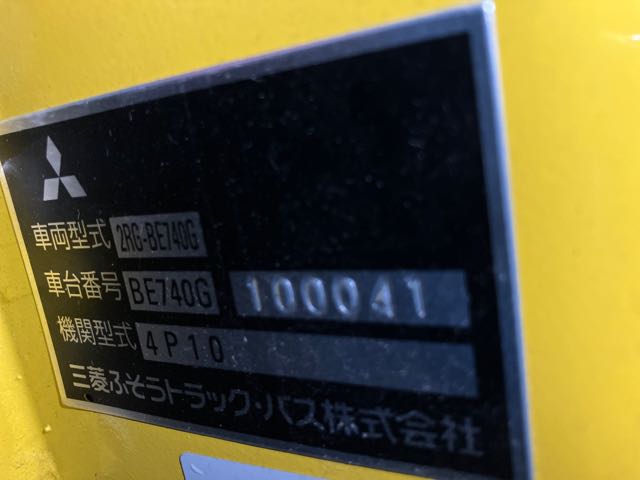 車両型式 2RG-BE740G
車台番号 BE740G 100041
機関型式 4P10
三菱ふそうトラック・バス株式会社